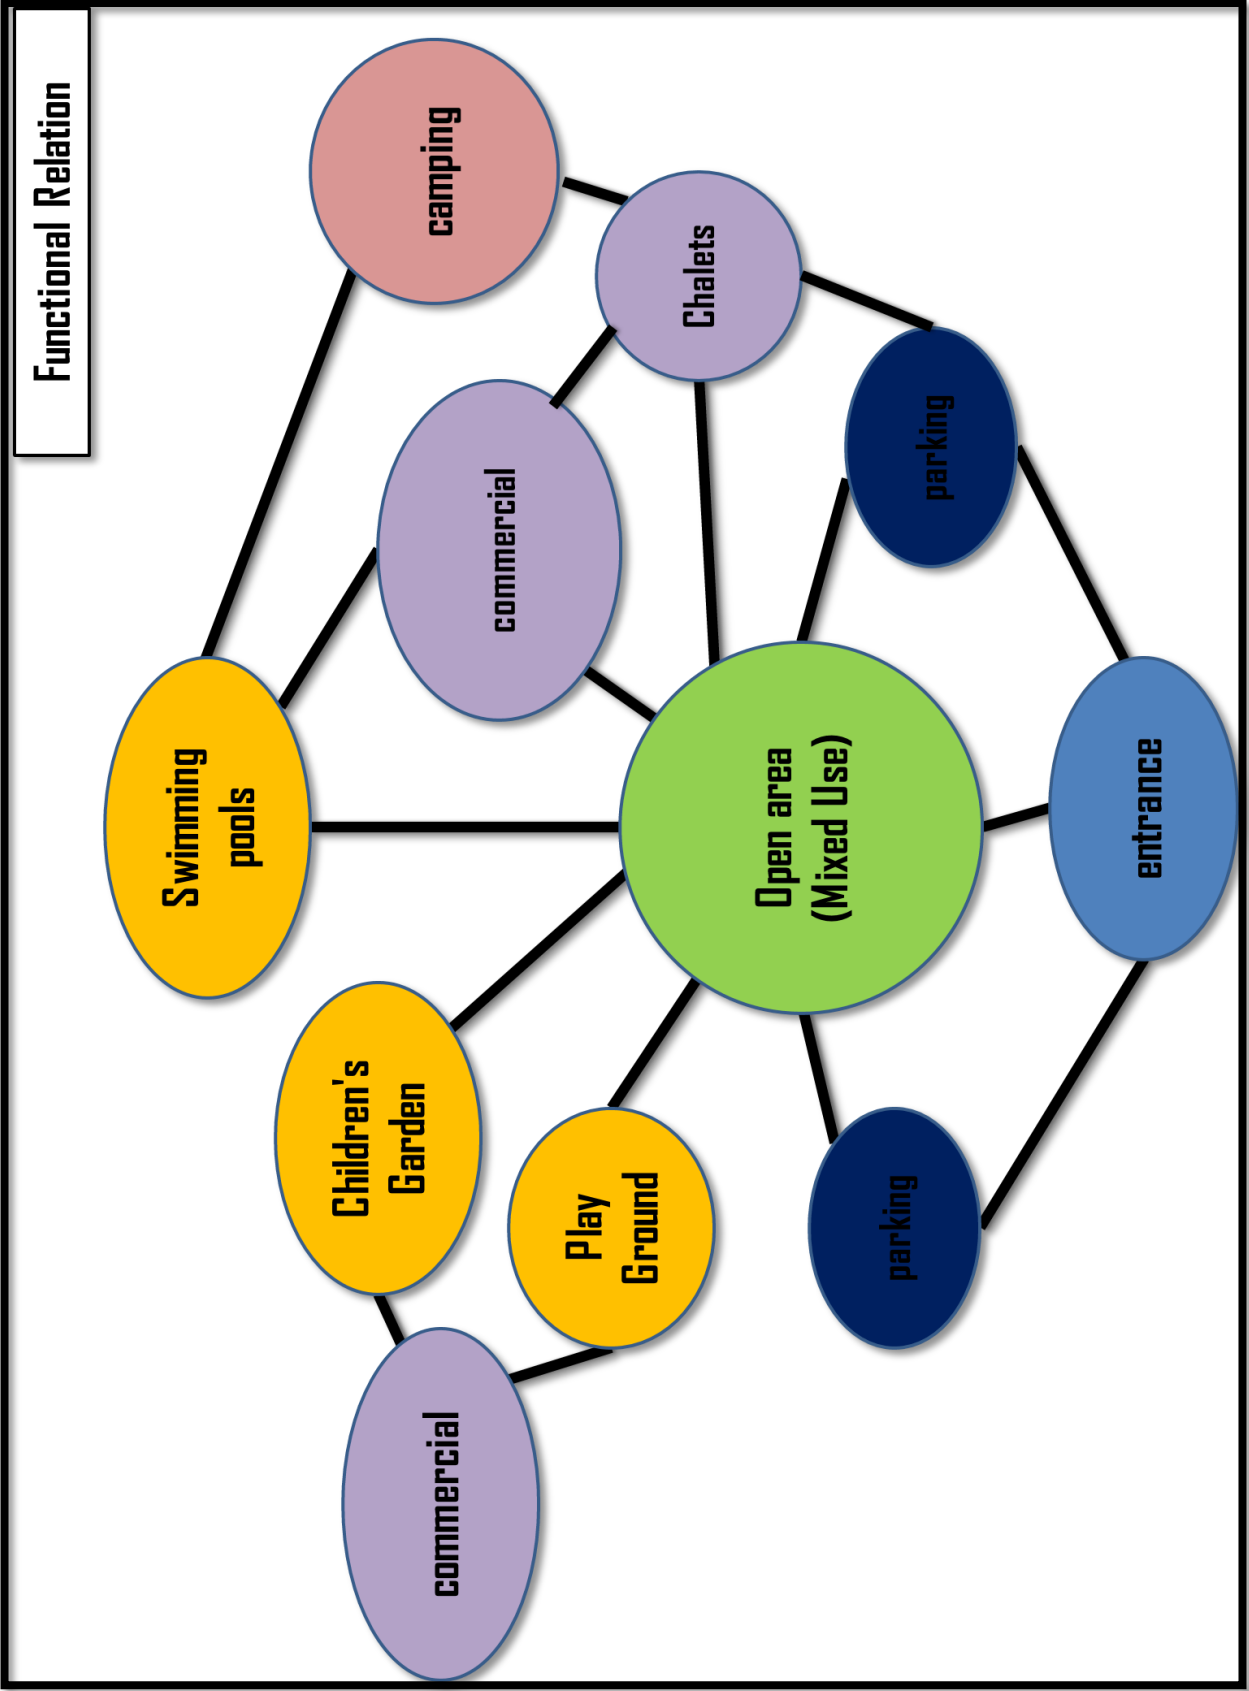 Functional Relation
camping
Chalets
commercial
parking
Swimming
pools
Open area
(Mixed Use)
entrance
Children's
Garden
Play
Ground
parking
commercial